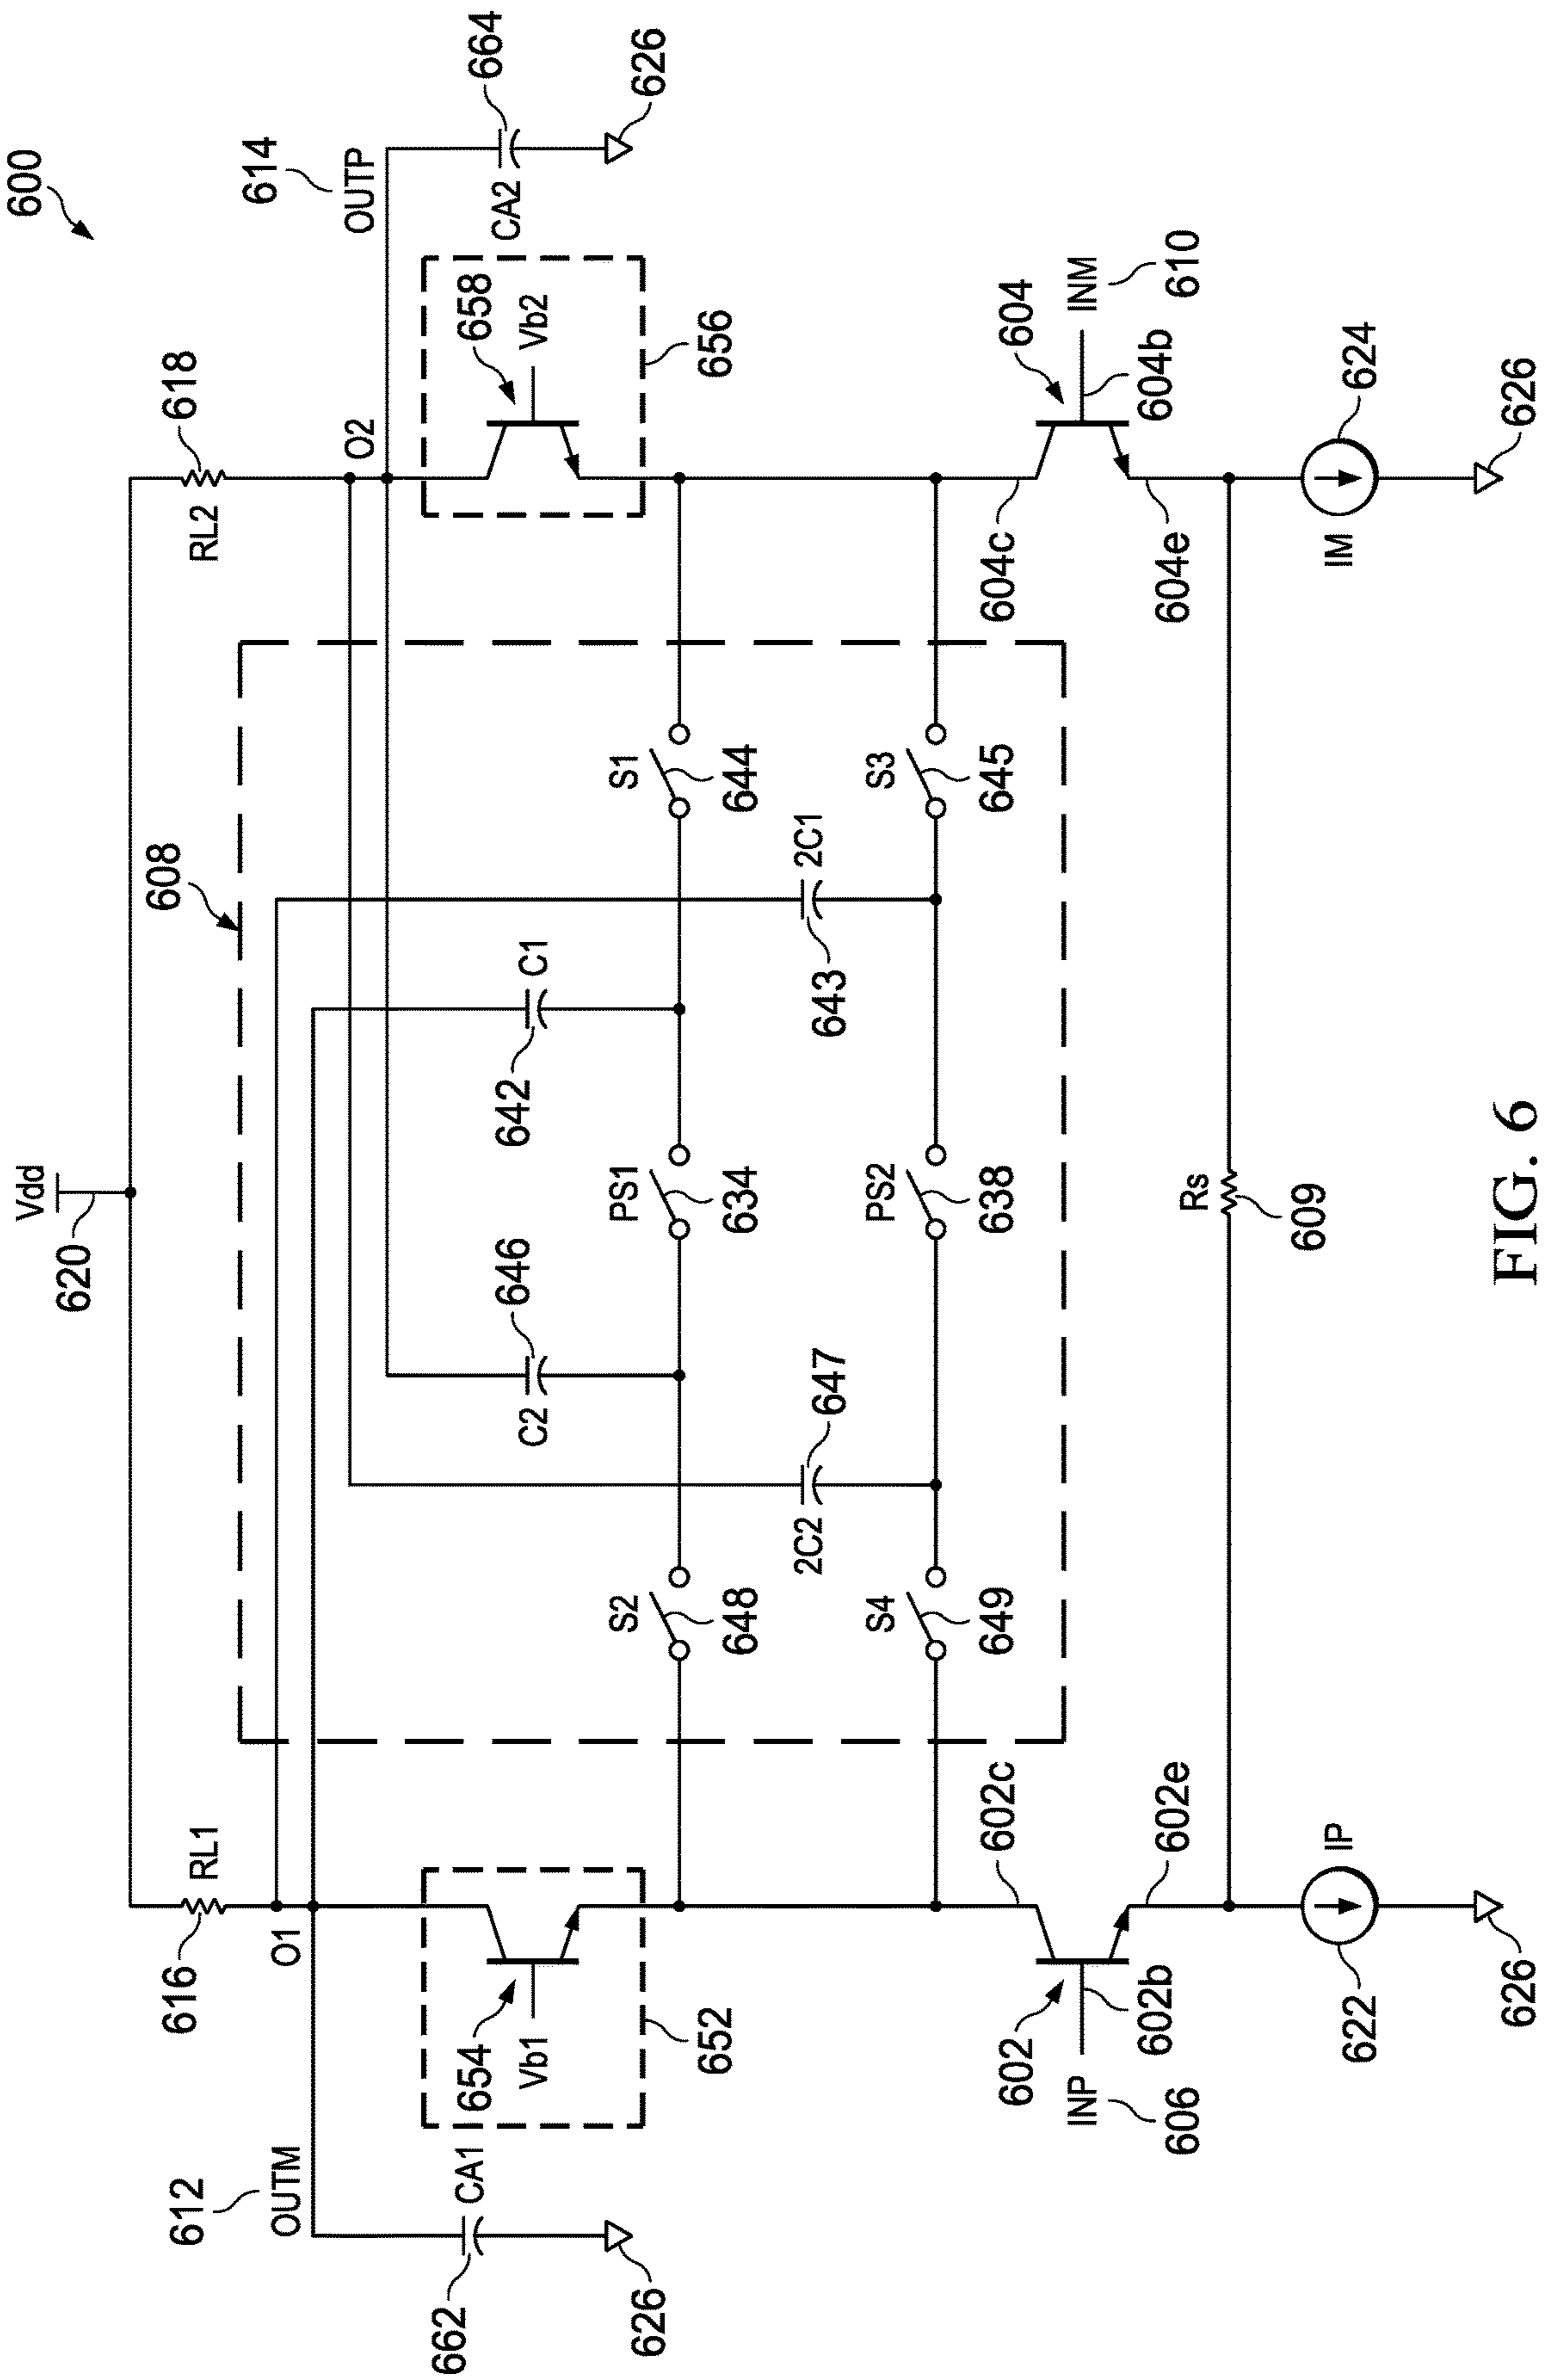 600
Vdd
620
616
RL1
RL2
618
612
OUTM
O1
O2
614
OUTP
608
662
CA1
CA2
664
626
626
654
Vb1
652
658
Vb2
656
C2
646
642
C1
S2
648
PS1
634
S1
644
2C2
647
643
2C1
S4
649
PS2
638
S3
645
602c
604c
602
INP
606
602b
602e
604
INM
610
604b
604e
Rs
609
IP
622
IM
624
626
626
FIG. 6